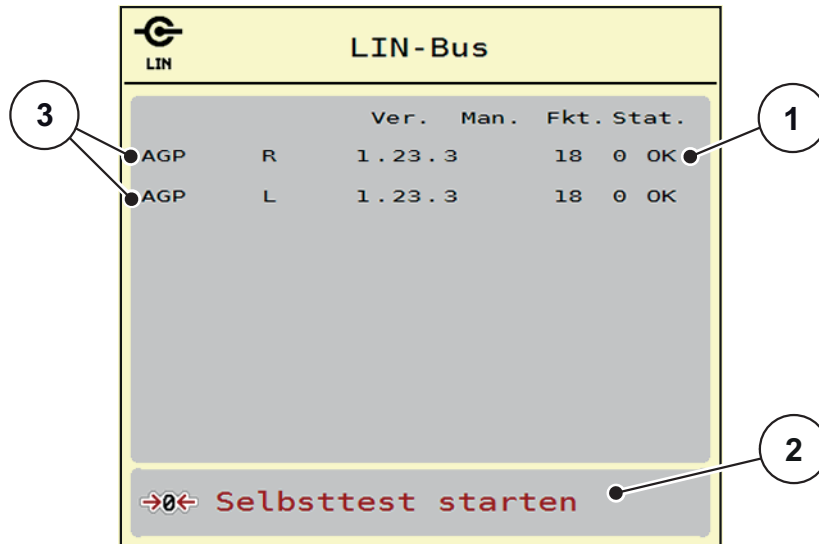 LIN
LIN-Bus
Ver. Man. Fkt. Stat.
AGP R 1.23.3 18 0 OK
AGP L 1.23.3 18 0 OK
→0← Selbsttest starten
1
2
3